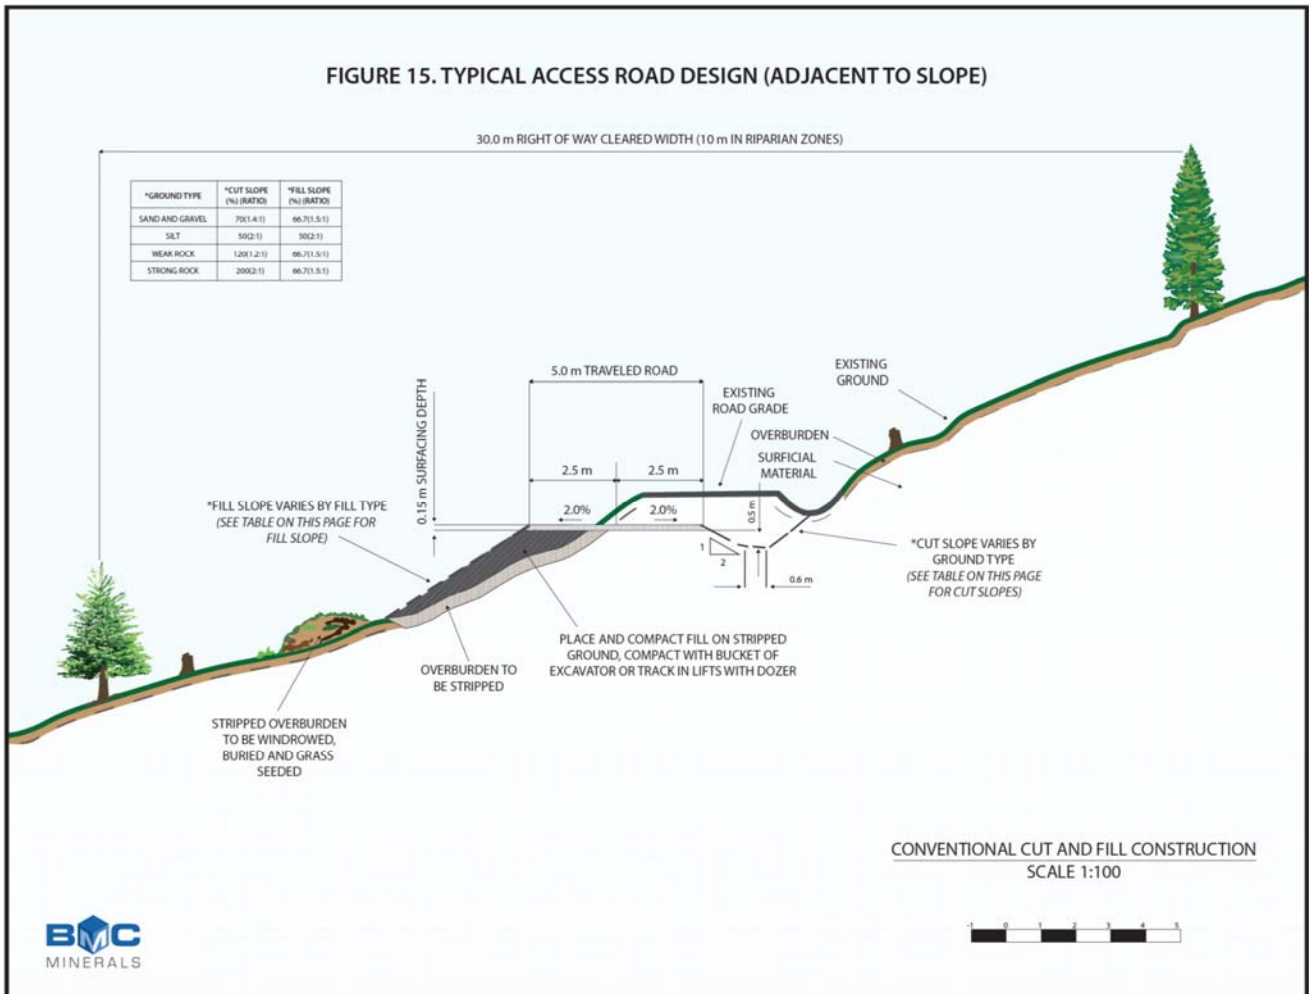 FIGURE 15. TYPICAL ACCESS ROAD DESIGN (ADJACENT TO SLOPE)
30.0 m RIGHT OF WAY CLEARED WIDTH (10 m IN RIPARIAN ZONES)
*GROUND TYPE *CUT SLOPE (%) (RATIO) *FILL SLOPE (%) (RATIO)
SAND AND GRAVEL 70(1.4:1) 66.7(1.5:1)
SILT 50(2:1) 50(2:1)
WEAK ROCK 120(1.2:1) 66.7(1.5:1)
STRONG ROCK 200(2:1) 66.7(1.5:1)
5.0 m TRAVELED ROAD
EXISTING
GROUND
EXISTING
ROAD GRADE
0.15 m SURFACING DEPTH
OVERBURDEN
SURFICIAL
MATERIAL
2.5 m 2.5 m
*FILL SLOPE VARIES BY FILL TYPE
(SEE TABLE ON THIS PAGE FOR
FILL SLOPE)
2.0% 2.0%
0.5 m
1
2
0.6 m
*CUT SLOPE VARIES BY
GROUND TYPE
(SEE TABLE ON THIS PAGE
FOR CUT SLOPES)
PLACE AND COMPACT FILL ON STRIPPED
GROUND, COMPACT WITH BUCKET OF
EXCAVATOR OR TRACK IN LIFTS WITH DOZER
OVERBURDEN TO
BE STRIPPED
STRIPPED OVERBURDEN
TO BE WINDROWED,
BURIED AND GRASS
SEEDED
CONVENTIONAL CUT AND FILL CONSTRUCTION
SCALE 1:100
-1 0 1 2 3 4 5
BMC
MINERALS